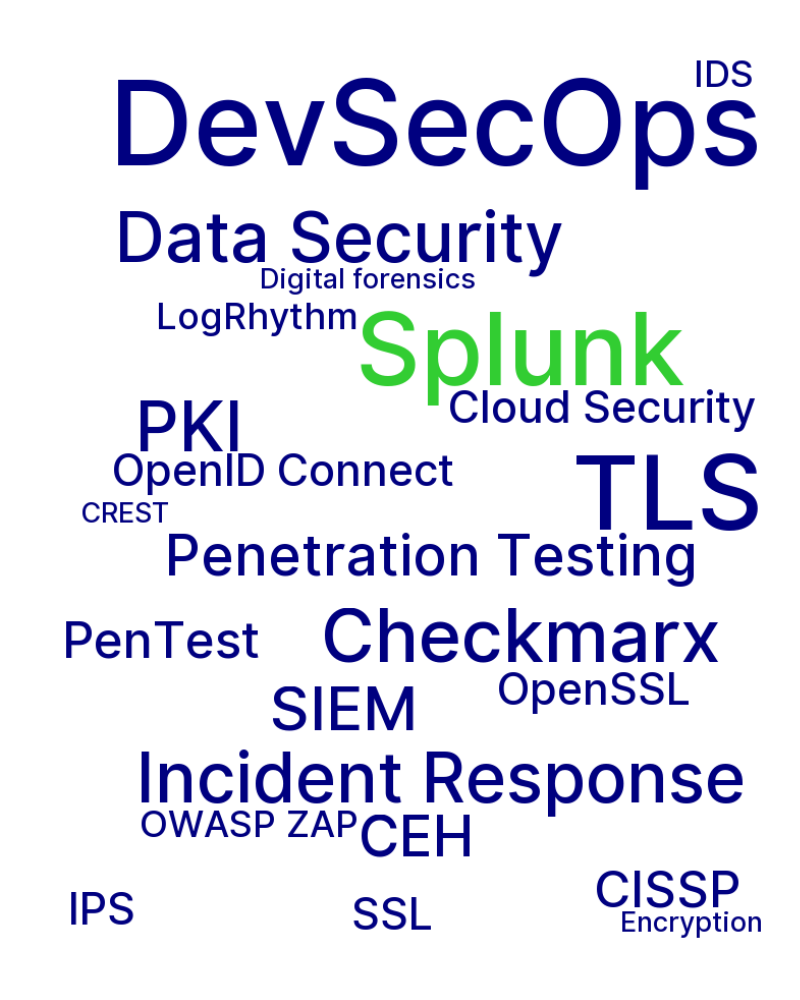 IDS
DevSecOps
Data Security
Digital forensics
LogRhythm
Splunk
Cloud Security
PKI
OpenID Connect
TLS
CREST
Penetration Testing
PenTest
Checkmarx
OpenSSL
SIEM
Incident Response
OWASP ZAP
CEH
CISSP
IPS
SSL
Encryption